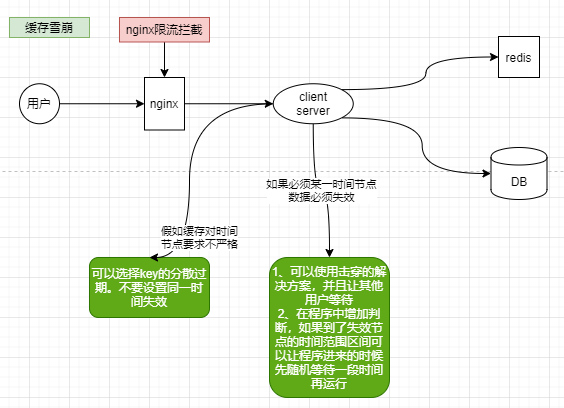 缓存雪崩
nginx限流拦截
用户
nginx
client
server
redis
DB
如果必须某一时间节点
数据必须失效
假如缓存对时间
节点要求不严格
可以选择key的分散过
期。不要设置同一时
间失效
1、可以使用击穿的解
决方案，并且让其他
用户等待
2、在程序中增加判
断，如果到了失效节
点的时间范围区间可
以让程序进来的时候
先随机等待一段时间
再运行